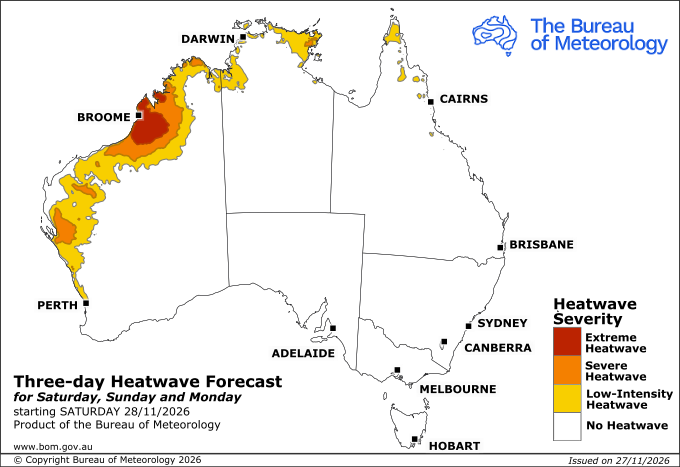 The Bureau
of Meteorology
DARWIN
CAIRNS
BROOME
BRISBANE
PERTH
Heatwave
Severity
SYDNEY
Extreme
Heatwave
CANBERRA
ADELAIDE
Severe
Heatwave
Three-day Heatwave Forecast
MELBOURNE
for Saturday, Sunday and Monday
Low-Intensity
Heatwave
starting SATURDAY 28/11/2026
Product of the Bureau of Meteorology
No Heatwave
www.bom.gov.au
HOBART
© Copyright Bureau of Meteorology 2026
Issued on 27/11/2026